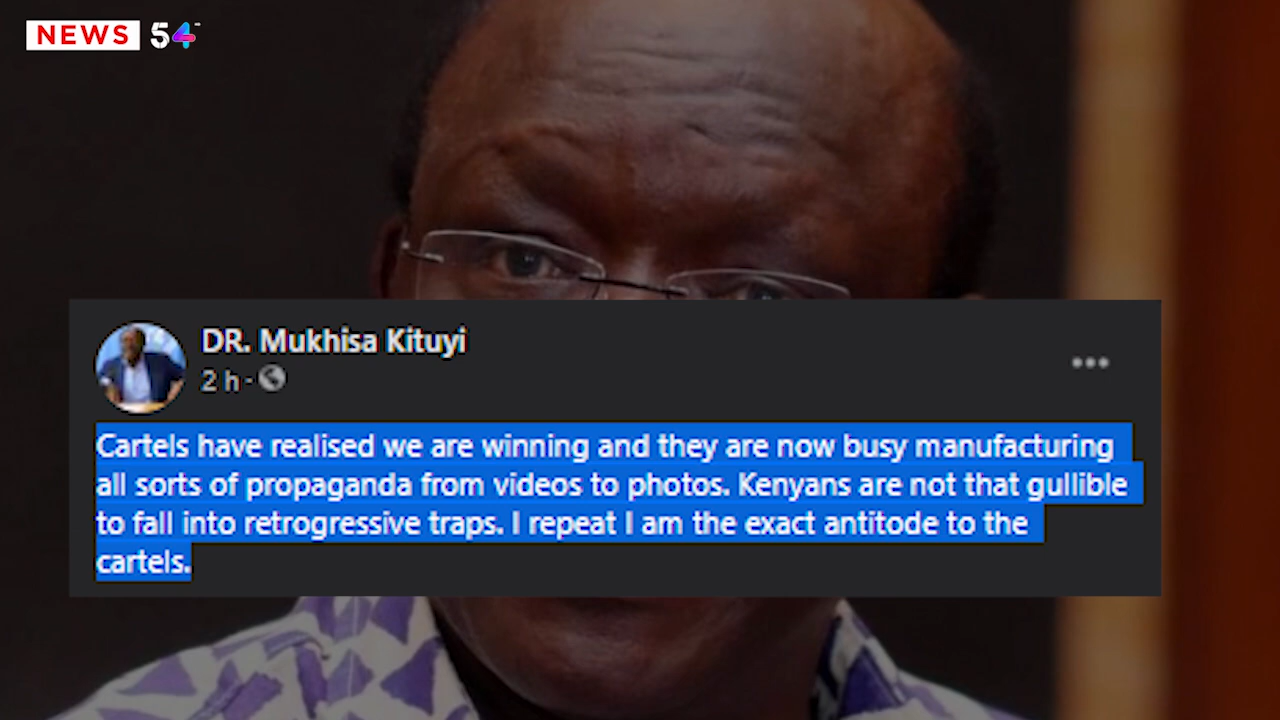 NEWS 54
DR. Mukhisa Kituyi
2 h ·
Cartels have realised we are winning and they are now busy manufacturing
all sorts of propaganda from videos to photos. Kenyans are not that gullible
to fall into retrogressive traps. I repeat I am the exact antitode to the
cartels.